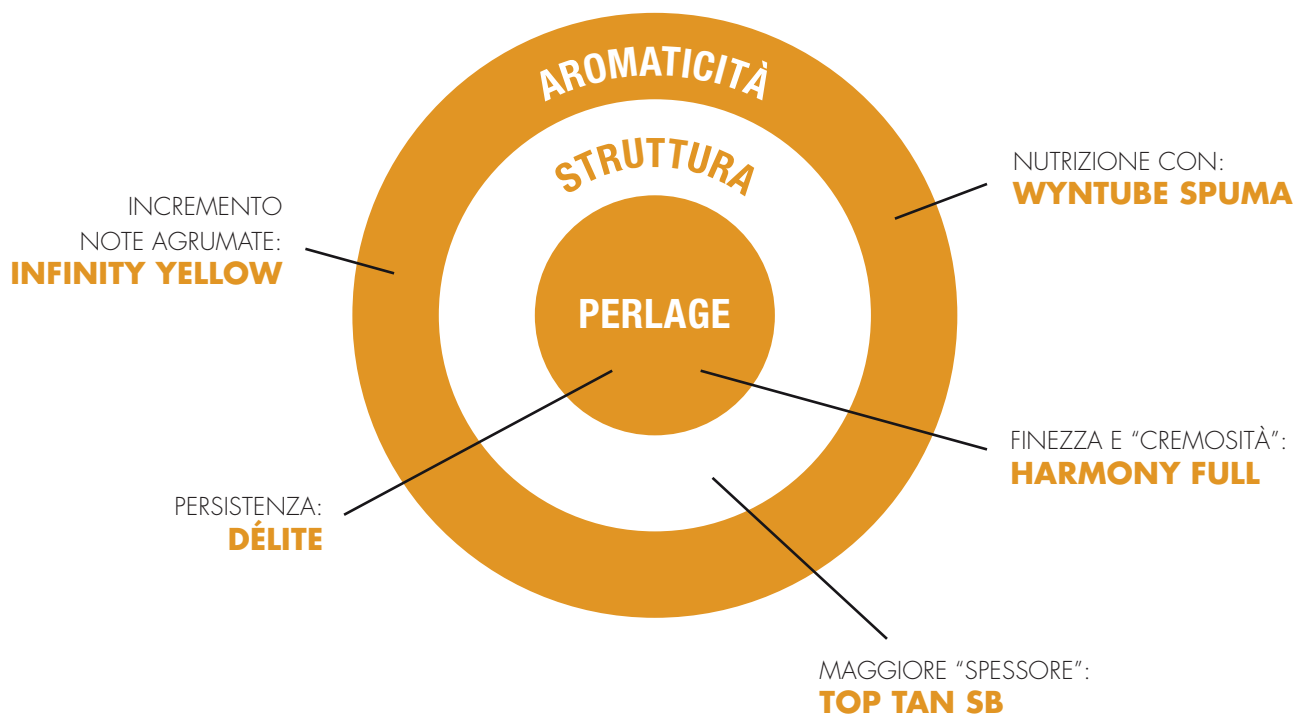 AROMATICITÀ
STRUTTURA
PERLAGE
INCREMENTO
NOTE AGRUMATE:
INFINITY YELLOW
NUTRIZIONE CON:
WYNTUBE SPUMA
PERSISTENZA:
DÉLITE
FINEZZA E “CREMOSITÀ”:
HARMONY FULL
MAGGIORE “SPESSORE”:
TOP TAN SB